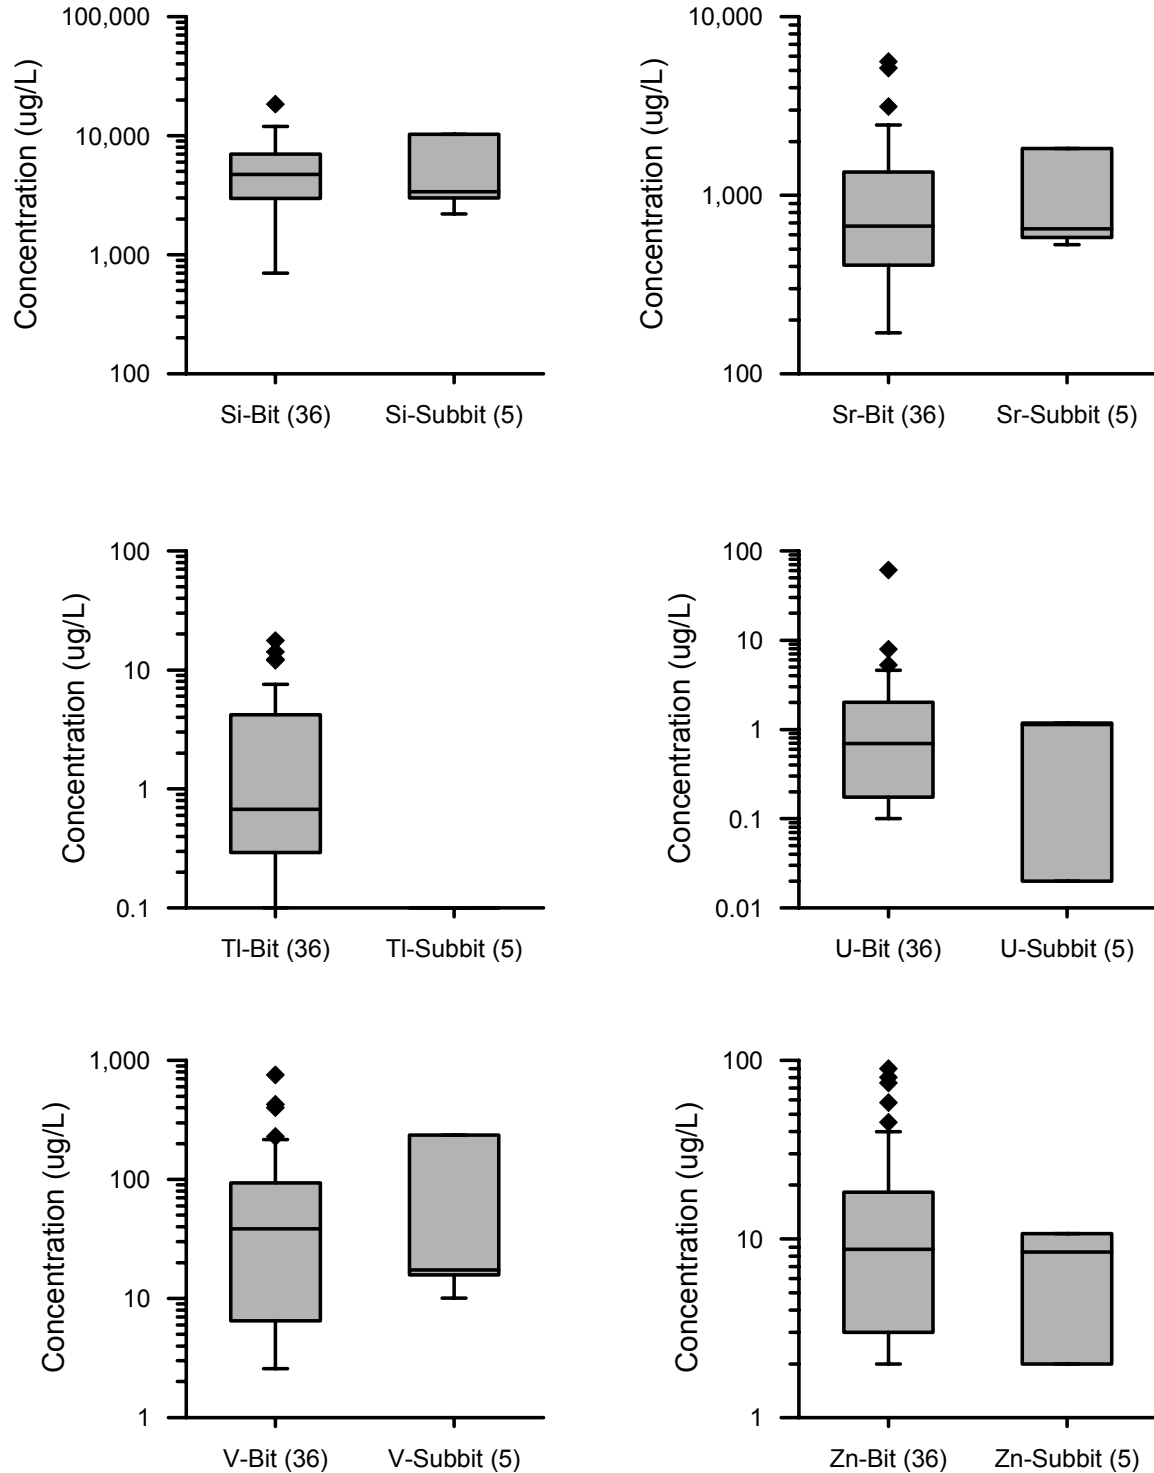 100,000
10,000
1,000
100
Concentration (ug/L)
Si-Bit (36)
Si-Subbit (5)
10,000
1,000
100
Concentration (ug/L)
Sr-Bit (36)
Sr-Subbit (5)
100
10
1
0.1
Concentration (ug/L)
Tl-Bit (36)
Tl-Subbit (5)
100
10
1
0.1
0.01
Concentration (ug/L)
U-Bit (36)
U-Subbit (5)
1,000
100
10
1
Concentration (ug/L)
V-Bit (36)
V-Subbit (5)
100
10
1
Concentration (ug/L)
Zn-Bit (36)
Zn-Subbit (5)